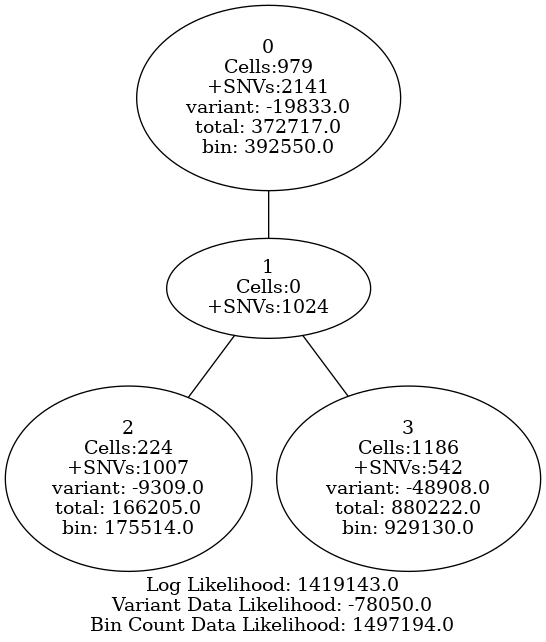 0
Cells:979
+SNVs:2141
variant: -19833.0
total: 372717.0
bin: 392550.0
1
Cells:0
+SNVs:1024
2
Cells:224
+SNVs:1007
variant: -9309.0
total: 166205.0
bin: 175514.0
3
Cells:1186
+SNVs:542
variant: -48908.0
total: 880222.0
bin: 929130.0
Log Likelihood: 1419143.0
Variant Data Likelihood: -78050.0
Bin Count Data Likelihood: 1497194.0